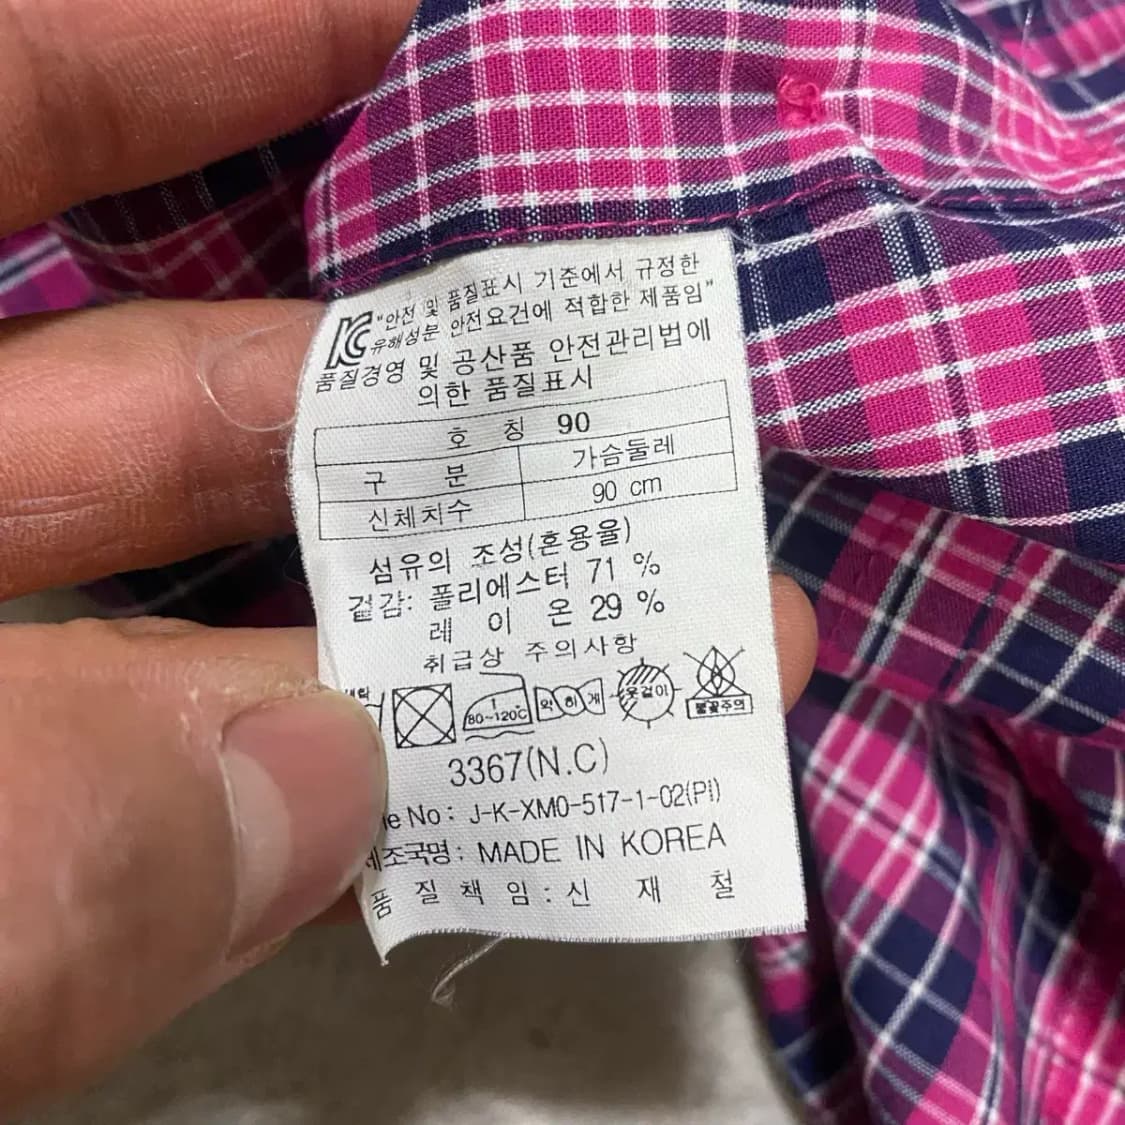 "안전 및 품질표시 기준에서 규정한
유해성분 안전요건에 적합한 제품임"
품질경영 및 공산품 안전관리법에
의한 품질표시
호 칭 90
구 분 가슴둘레
신체치수 90 cm
섬유의 조성(혼용율)
겉감: 폴리에스터 71 %
레 이 온 29 %
취급상 주의사항
80~120℃ 약하게 옷걸이 불꽃주의
3367(N.C)
No: J-K-XM0-517-1-02(PI)
제조국명: MADE IN KOREA
품 질 책 임 : 신 재 철